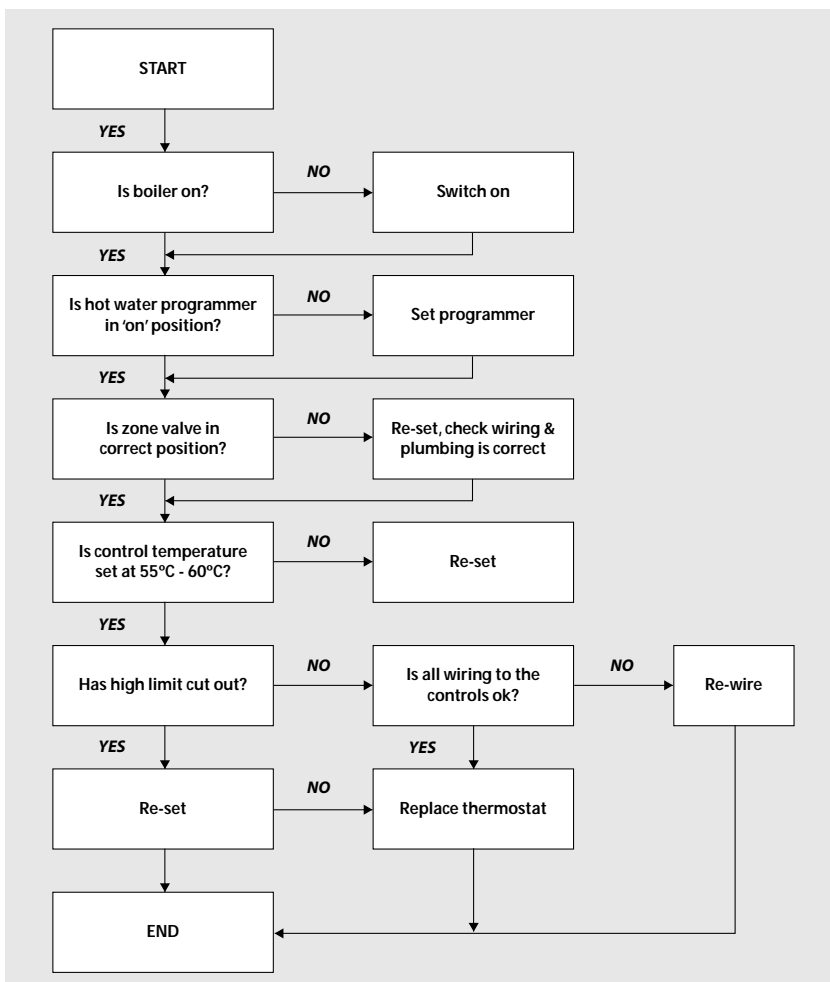 START
YES
Is boiler on?
NO
Switch on
YES
Is hot water programmer
in ‘on’ position?
NO
Set programmer
YES
Is zone valve in
correct position?
NO
Re-set, check wiring &
plumbing is correct
YES
Is control temperature
set at 55ºC - 60ºC?
NO
Re-set
YES
Has high limit cut out?
NO
Is all wiring to the
controls ok?
NO
Re-wire
YES
YES
Re-set
NO
Replace thermostat
END